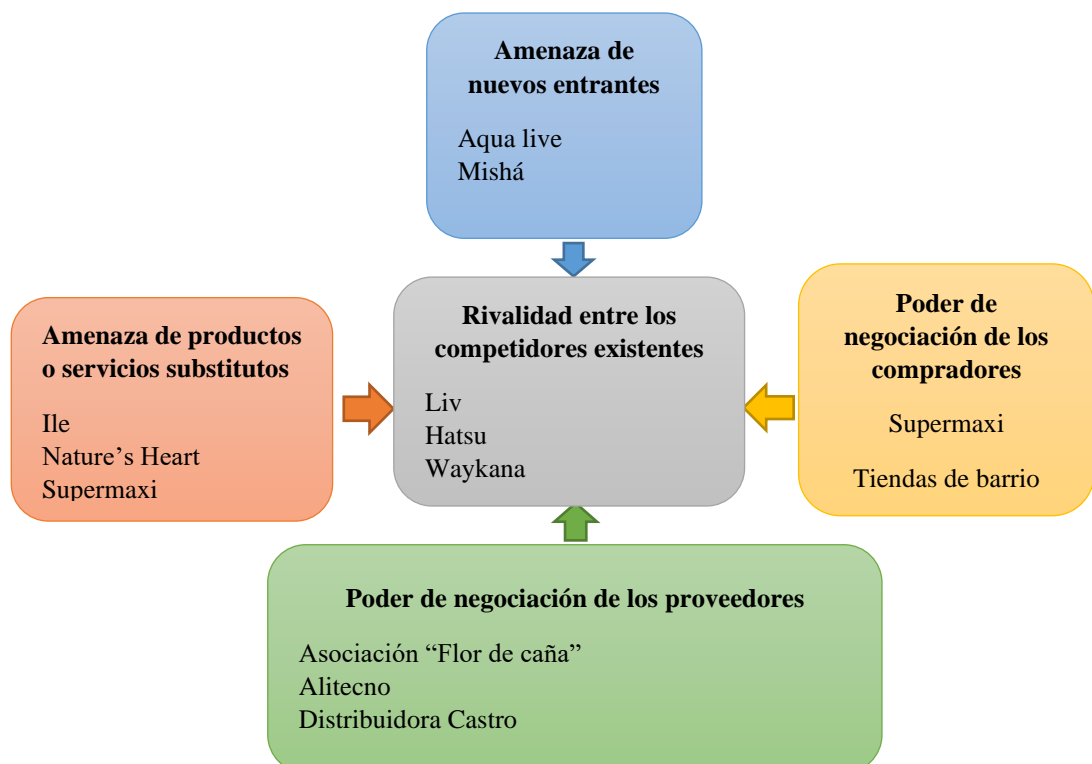 Amenaza de
nuevos entrantes
Aqua live
Mishá
Amenaza de productos
o servicios substitutos
Ile
Nature’s Heart
Supermaxi
Rivalidad entre los
competidores existentes
Liv
Hatsu
Waykana
Poder de
negociación de los
compradores
Supermaxi
Tiendas de barrio
Poder de negociación de los proveedores
Asociación “Flor de caña”
Alitecno
Distribuidora Castro